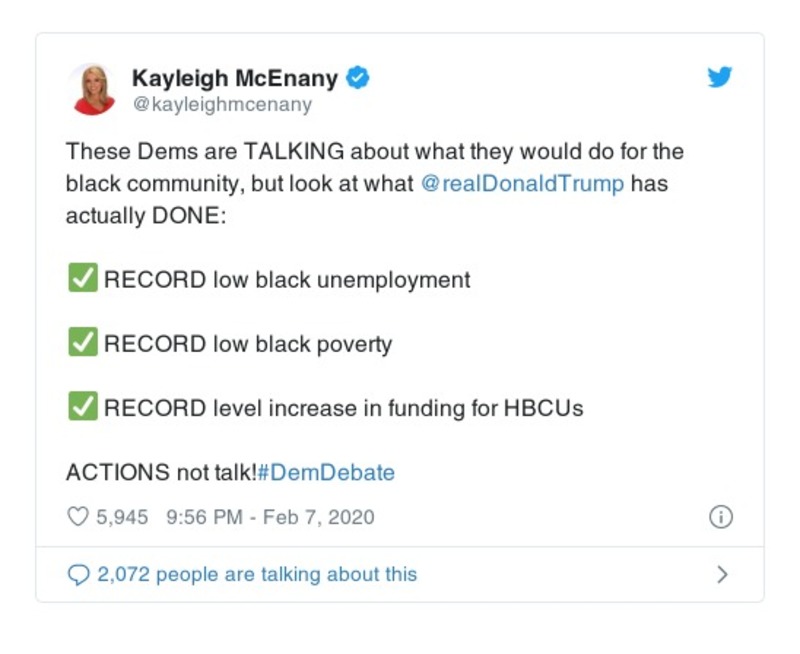 Kayleigh McEnany
@kayleighmcenany
These Dems are TALKING about what they would do for the
black community, but look at what @realDonaldTrump has
actually DONE:
✅ RECORD low black unemployment
✅ RECORD low black poverty
✅ RECORD level increase in funding for HBCUs
ACTIONS not talk!#DemDebate
5,945 9:56 PM - Feb 7, 2020
2,072 people are talking about this